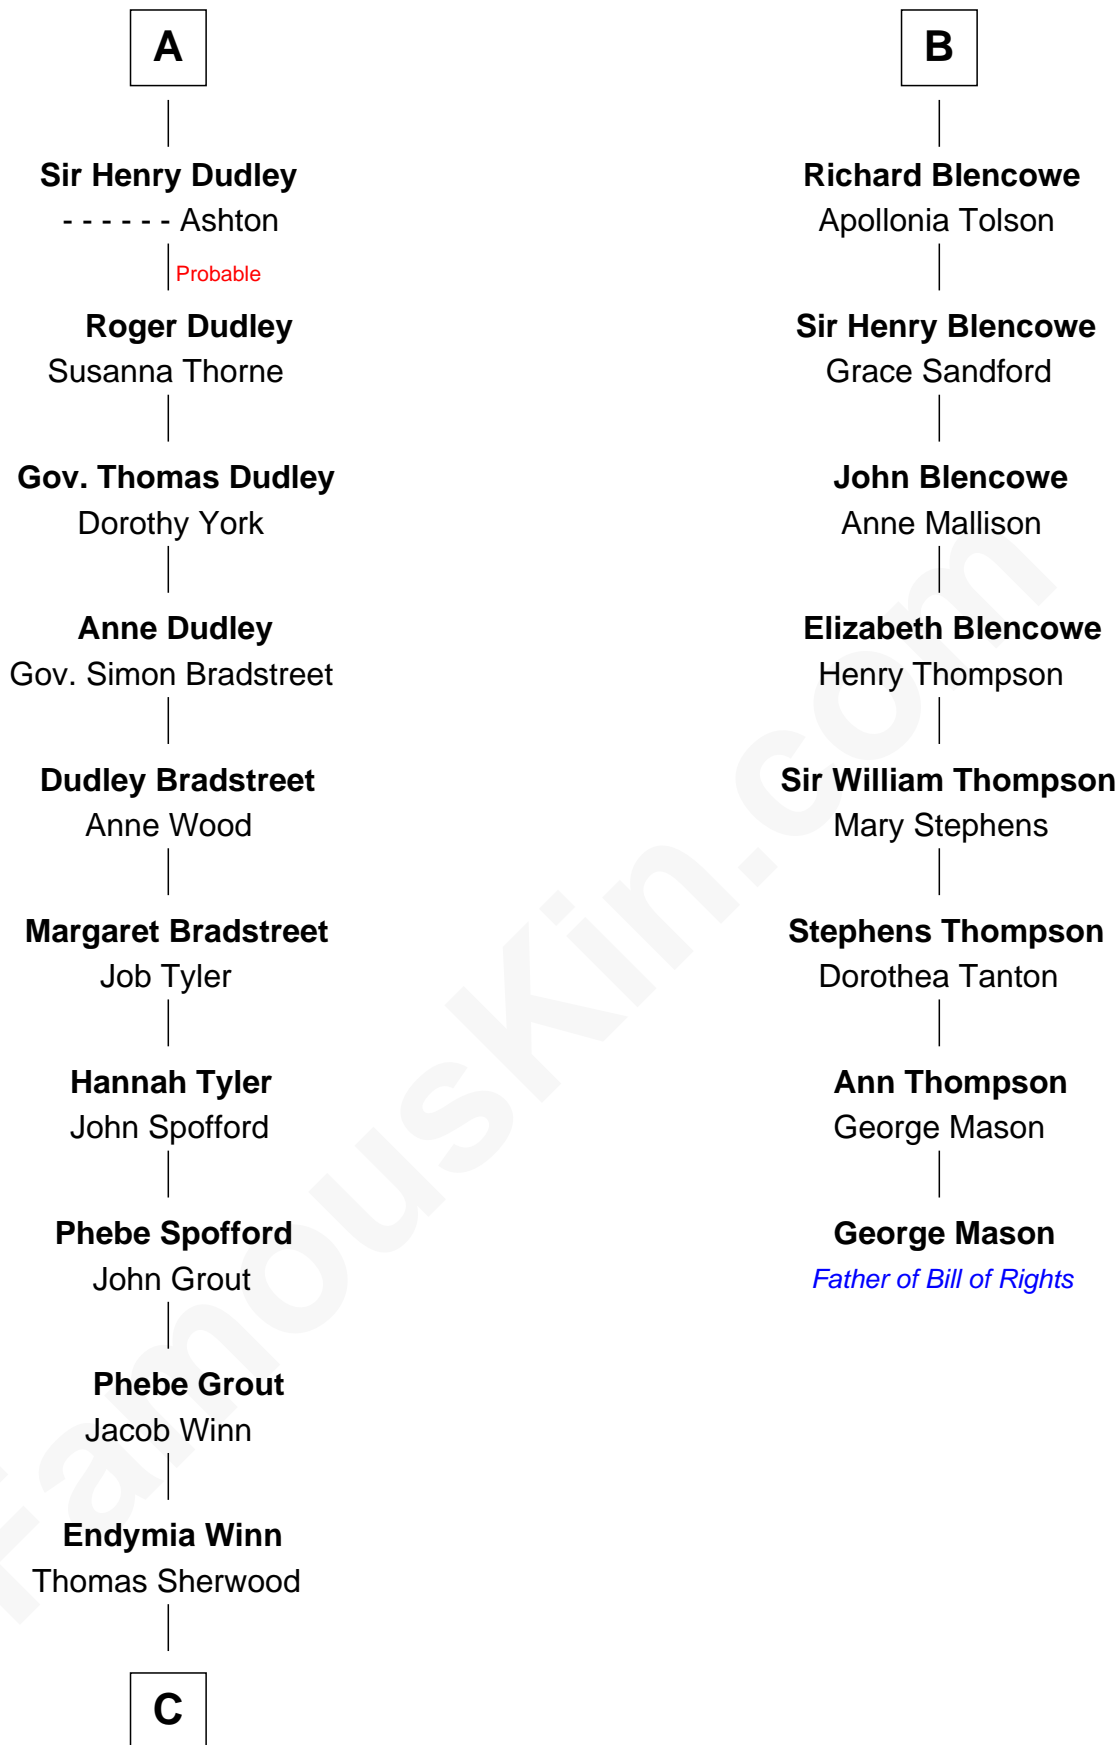 A
Sir Henry Dudley
- - - - - - Ashton
Probable
Roger Dudley
Susanna Thorne
Gov. Thomas Dudley
Dorothy York
Anne Dudley
Gov. Simon Bradstreet
Dudley Bradstreet
Anne Wood
Margaret Bradstreet
Job Tyler
Hannah Tyler
John Spofford
Phebe Spofford
John Grout
Phebe Grout
Jacob Winn
Endymia Winn
Thomas Sherwood
C
B
Richard Blencowe
Apollonia Tolson
Sir Henry Blencowe
Grace Sandford
John Blencowe
Anne Mallison
Elizabeth Blencowe
Henry Thompson
Sir William Thompson
Mary Stephens
Stephens Thompson
Dorothea Tanton
Ann Thompson
George Mason
George Mason
Father of Bill of Rights
FamousKin.com